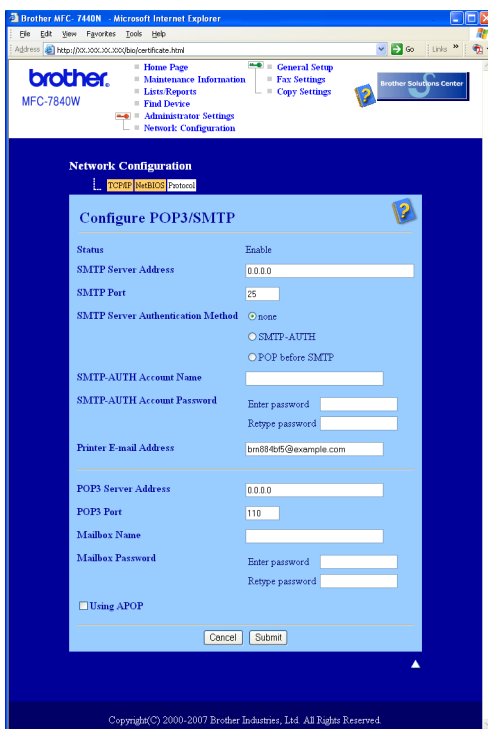 Brother MFC- 7440N - Microsoft Internet Explorer
File Edit View Favorites Tools Help
Address http://XX.XXX.XX.XXX/bio/certificate.html Go Links »
brother.
MFC-7840W
Home Page
Maintenance Information
Lists/Reports
Find Device
Administrator Settings
Network Configuration
General Setup
Fax Settings
Copy Settings
Brother Solutions Center
Network Configuration
TCP/IP NetBIOS Protocol
Configure POP3/SMTP
Status Enable
SMTP Server Address 0.0.0.0
SMTP Port 25
SMTP Server Authentication Method none
SMTP-AUTH
POP before SMTP
SMTP-AUTH Account Name
SMTP-AUTH Account Password Enter password
Retype password
Printer E-mail Address brn884bf5@example.com
POP3 Server Address 0.0.0.0
POP3 Port 110
Mailbox Name
Mailbox Password Enter password
Retype password
Using APOP
Cancel Submit
Copyright(C) 2000-2007 Brother Industries, Ltd. All Rights Reserved.